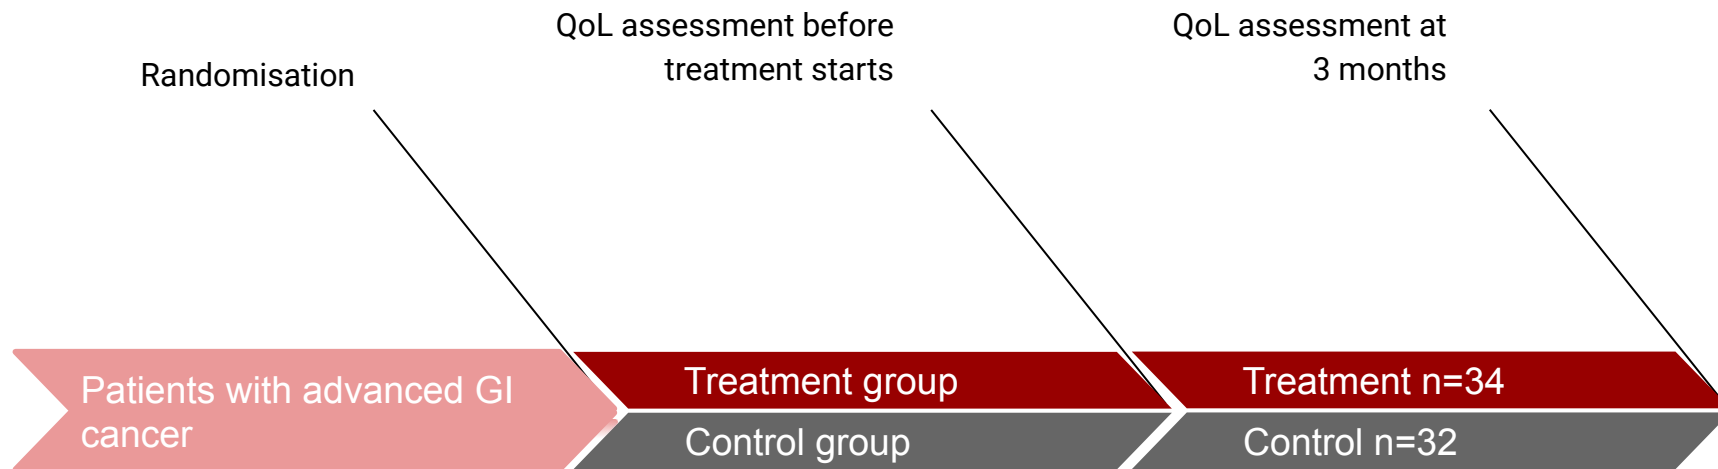 Randomisation
QoL assessment before
treatment starts
QoL assessment at
3 months
Patients with advanced GI
cancer
Treatment group
Control group
Treatment n=34
Control n=32